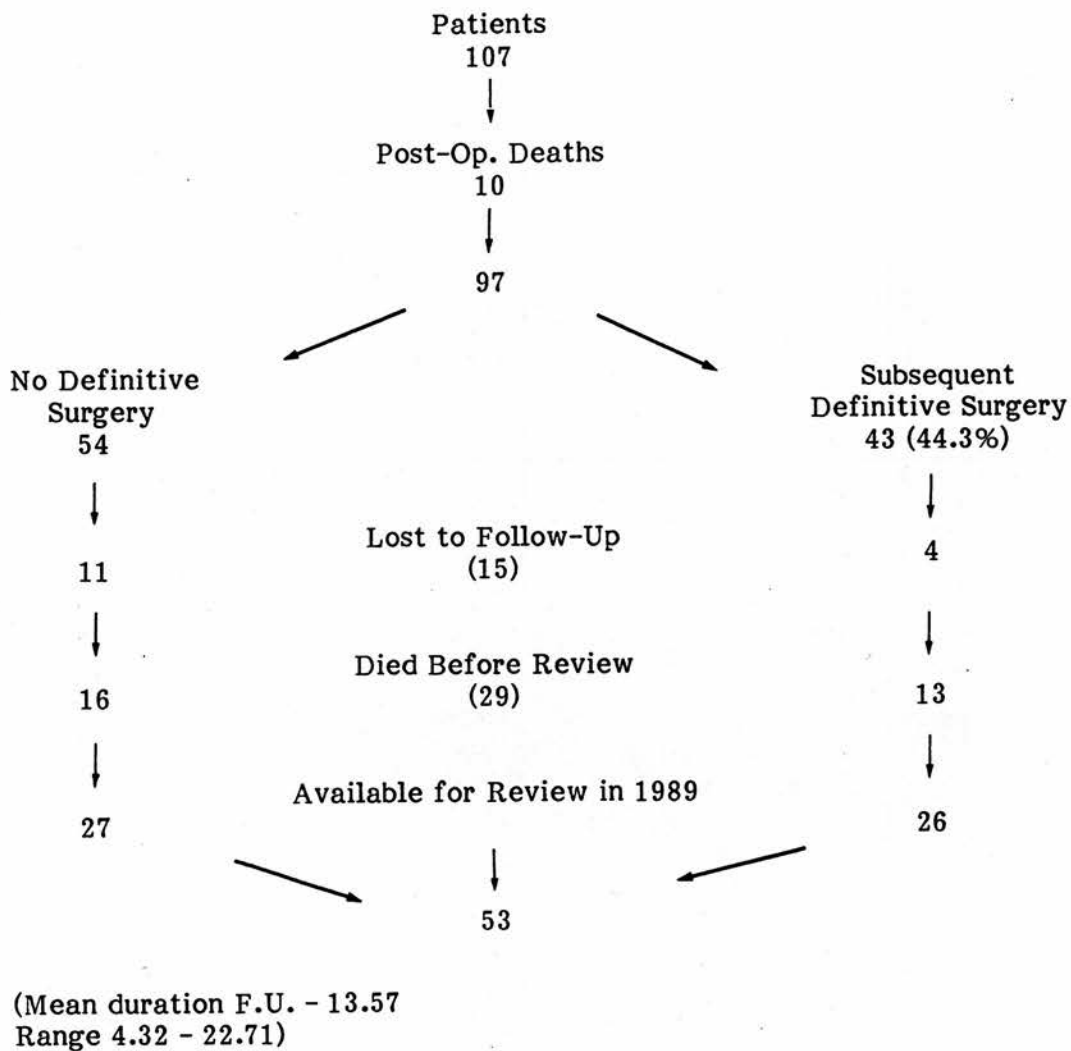 Patients
107
Post-Op. Deaths
10
97
No Definitive
Surgery
54
Subsequent
Definitive Surgery
43 (44.3%)
Lost to Follow-Up
(15)
11
4
Died Before Review
(29)
16
13
Available for Review in 1989
27
26
53
(Mean duration F.U. - 13.57
Range 4.32 - 22.71)